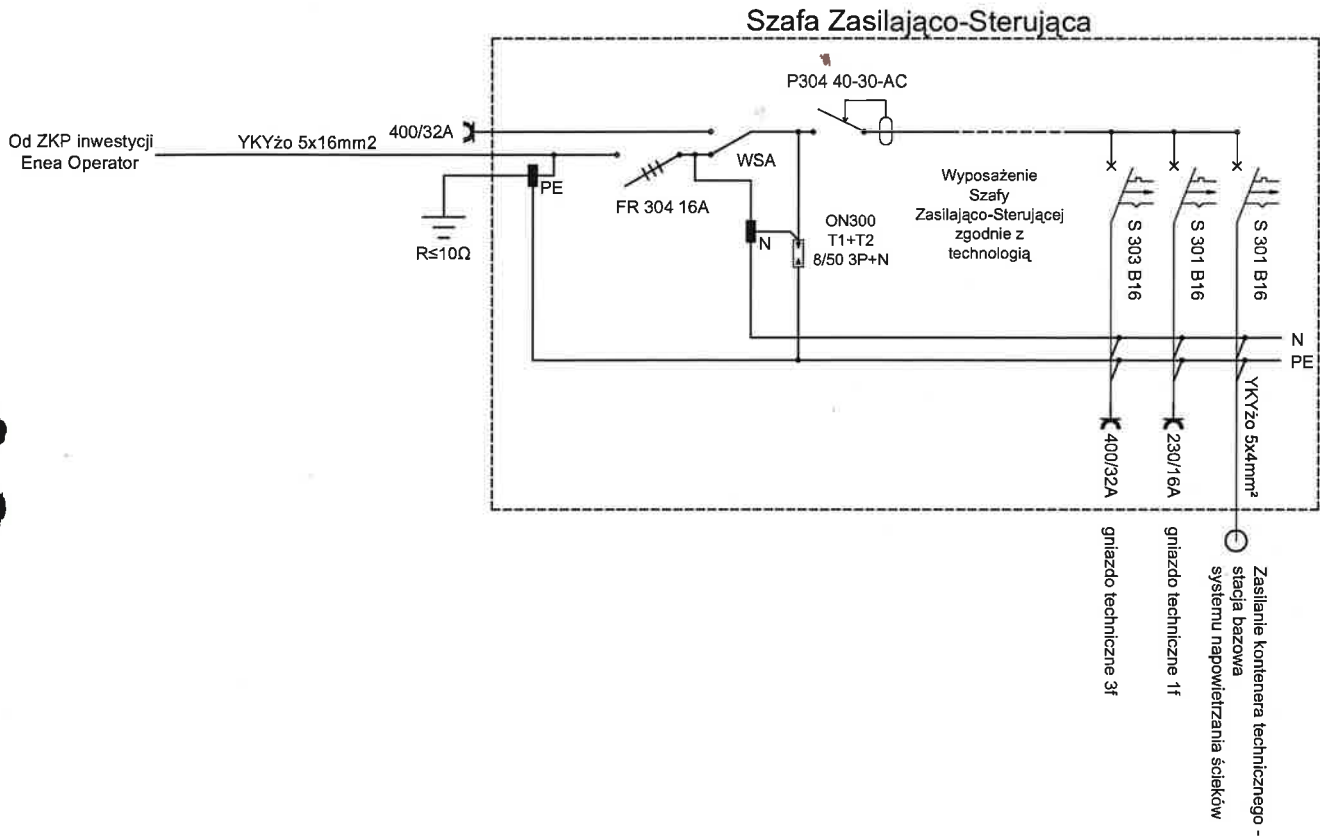 Szafa Zasilająco-Sterująca
P304 40-30-AC
400/32A
Od ZKP inwestycji
Enea Operator
YKYżo 5x16mm2
PE
R≤10Ω
FR 304 16A
WSA
N
ON300
T1+T2
8/50 3P+N
Wyposażenie
Szafy
Zasilająco-Sterującej
zgodnie z
technologią
S 303 B16
S 301 B16
S 301 B16
N
PE
YKYżo 5x4mm²
400/32A gniazdo techniczne 3f
230/16A gniazdo techniczne 1f
Zasilanie kontenera technicznego -
stacja bazowa
systemu napowietrzania ścieków